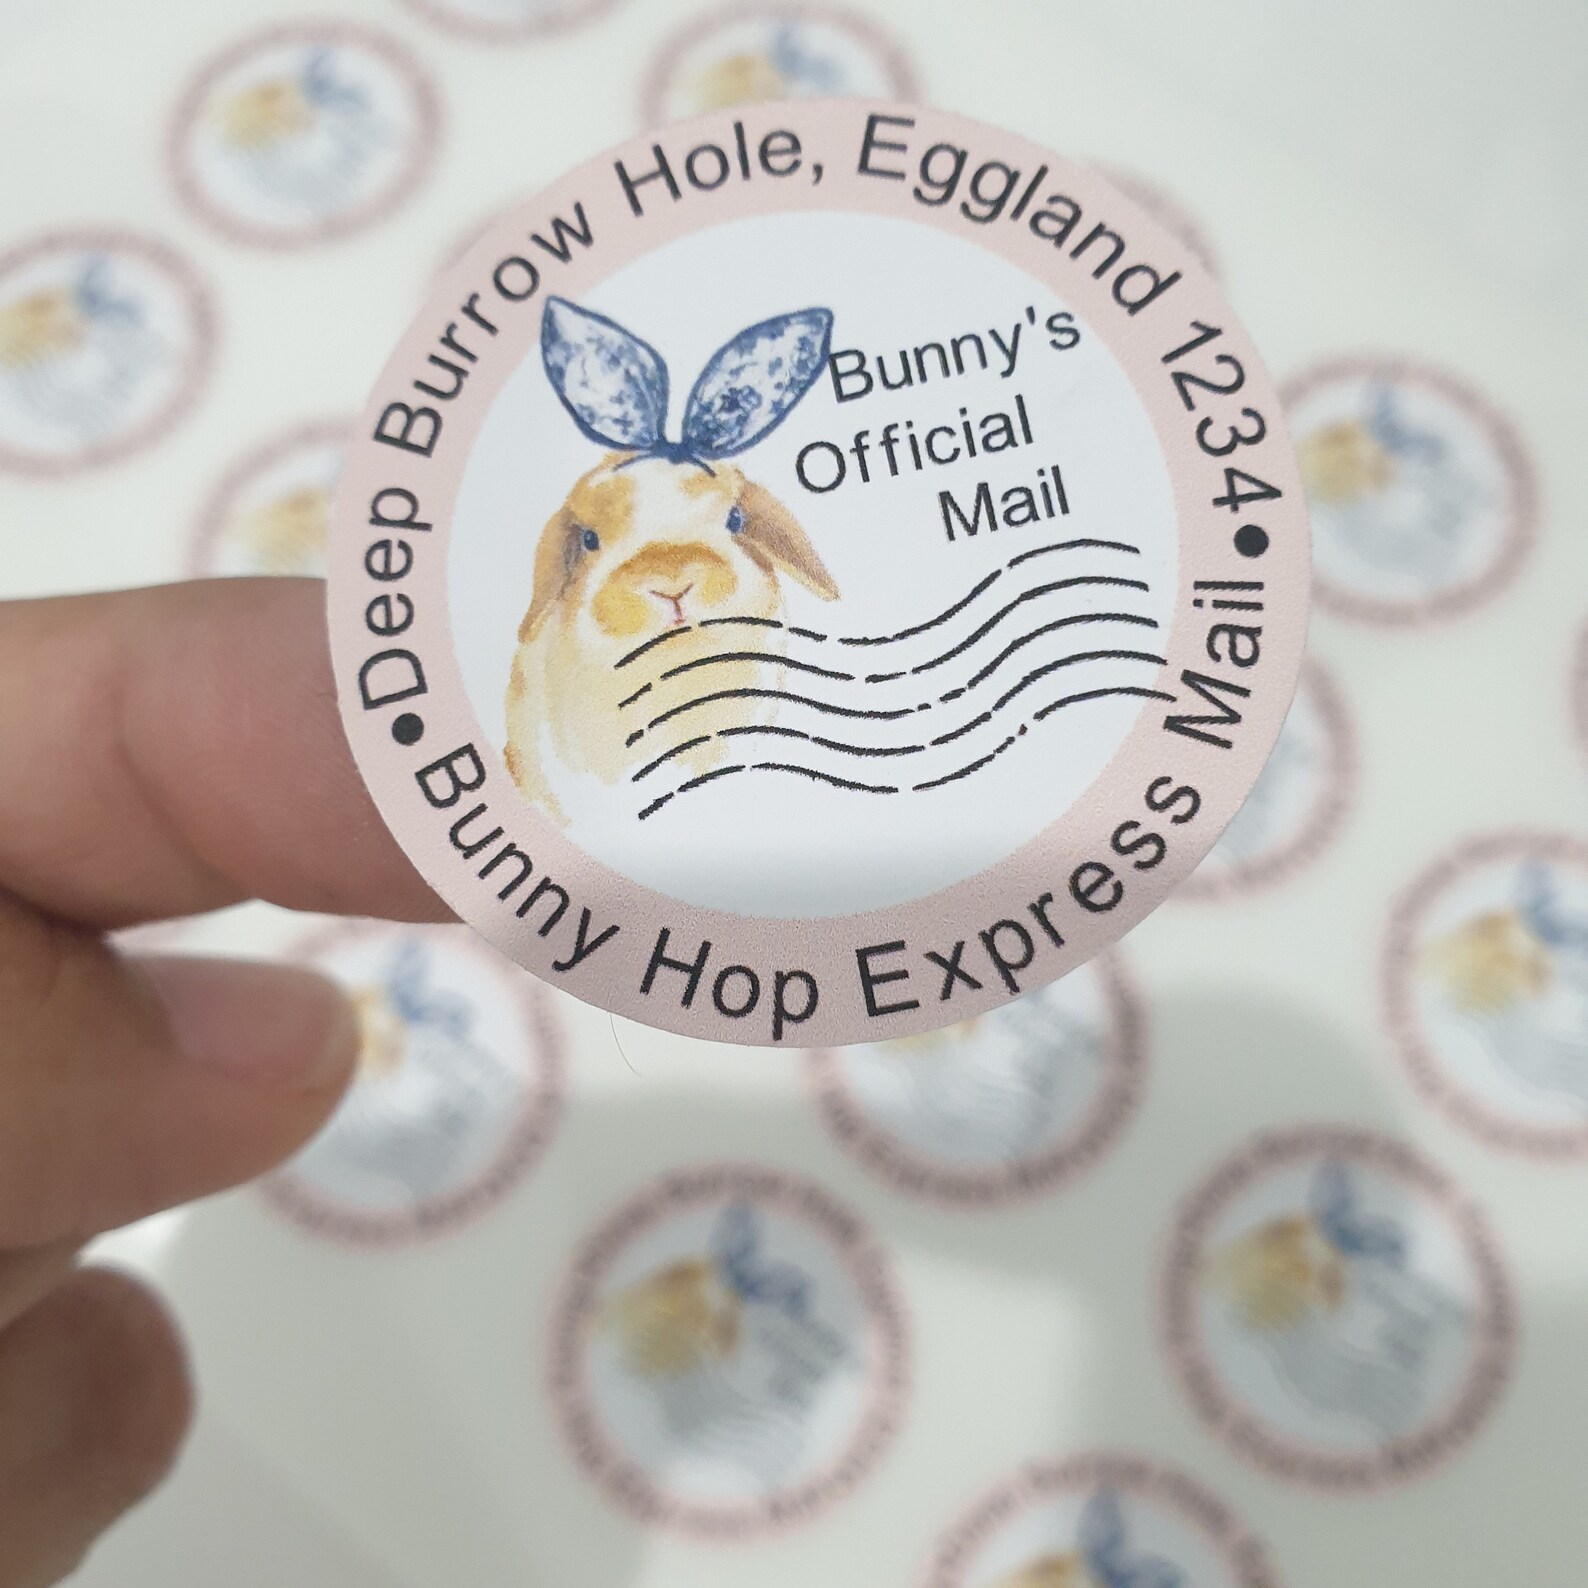 •Deep Burrow Hole, Eggland 1234•
Bunny's
Official
Mail
Bunny Hop Express Mail